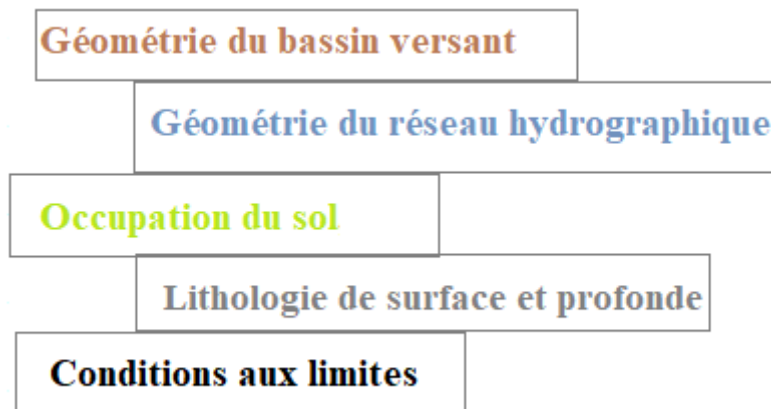 Géométrie du bassin versant
Géométrie du réseau hydrographique
Occupation du sol
Lithologie de surface et profonde
Conditions aux limites